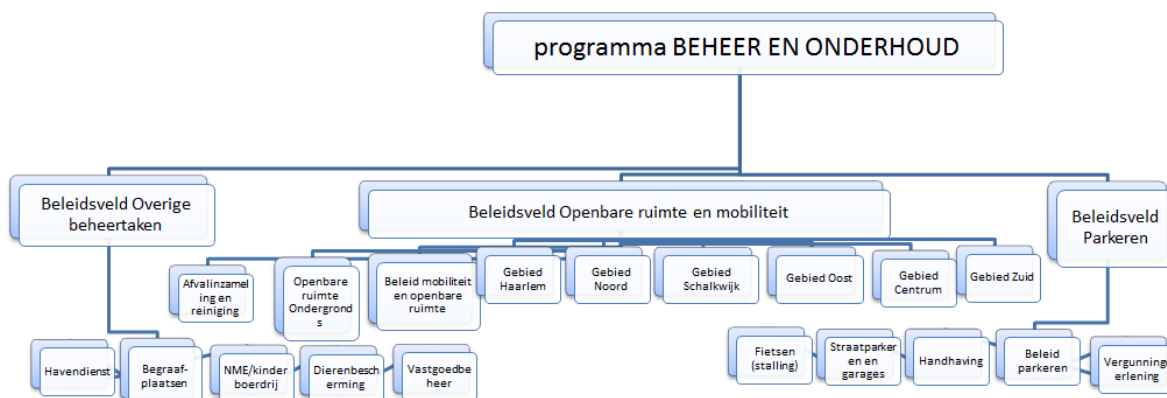 programma BEHEER EN ONDERHOUD
Beleidsveld Overige
beheertaken
Beleidsveld Openbare ruimte en mobiliteit
Beleidsveld
Parkeren
Afvalinzamel
ing en
reiniging
Openbare
ruimte
Ondergrond
s
Beleid mobiliteit
en openbare
ruimte
Gebied
Haarlem
Gebied
Noord
Gebied
Schalkwijk
Gebied Oost
Gebied
Centrum
Gebied Zuid
Havendienst
Begraaf-
plaatsen
NME/kinder
boerdrij
Dierenbesch
erming
Vastgoedbe
heer
Fietsen
(stalling)
Straatparker
en en
garages
Handhaving
Beleid
parkeren
Vergunningv
erlening